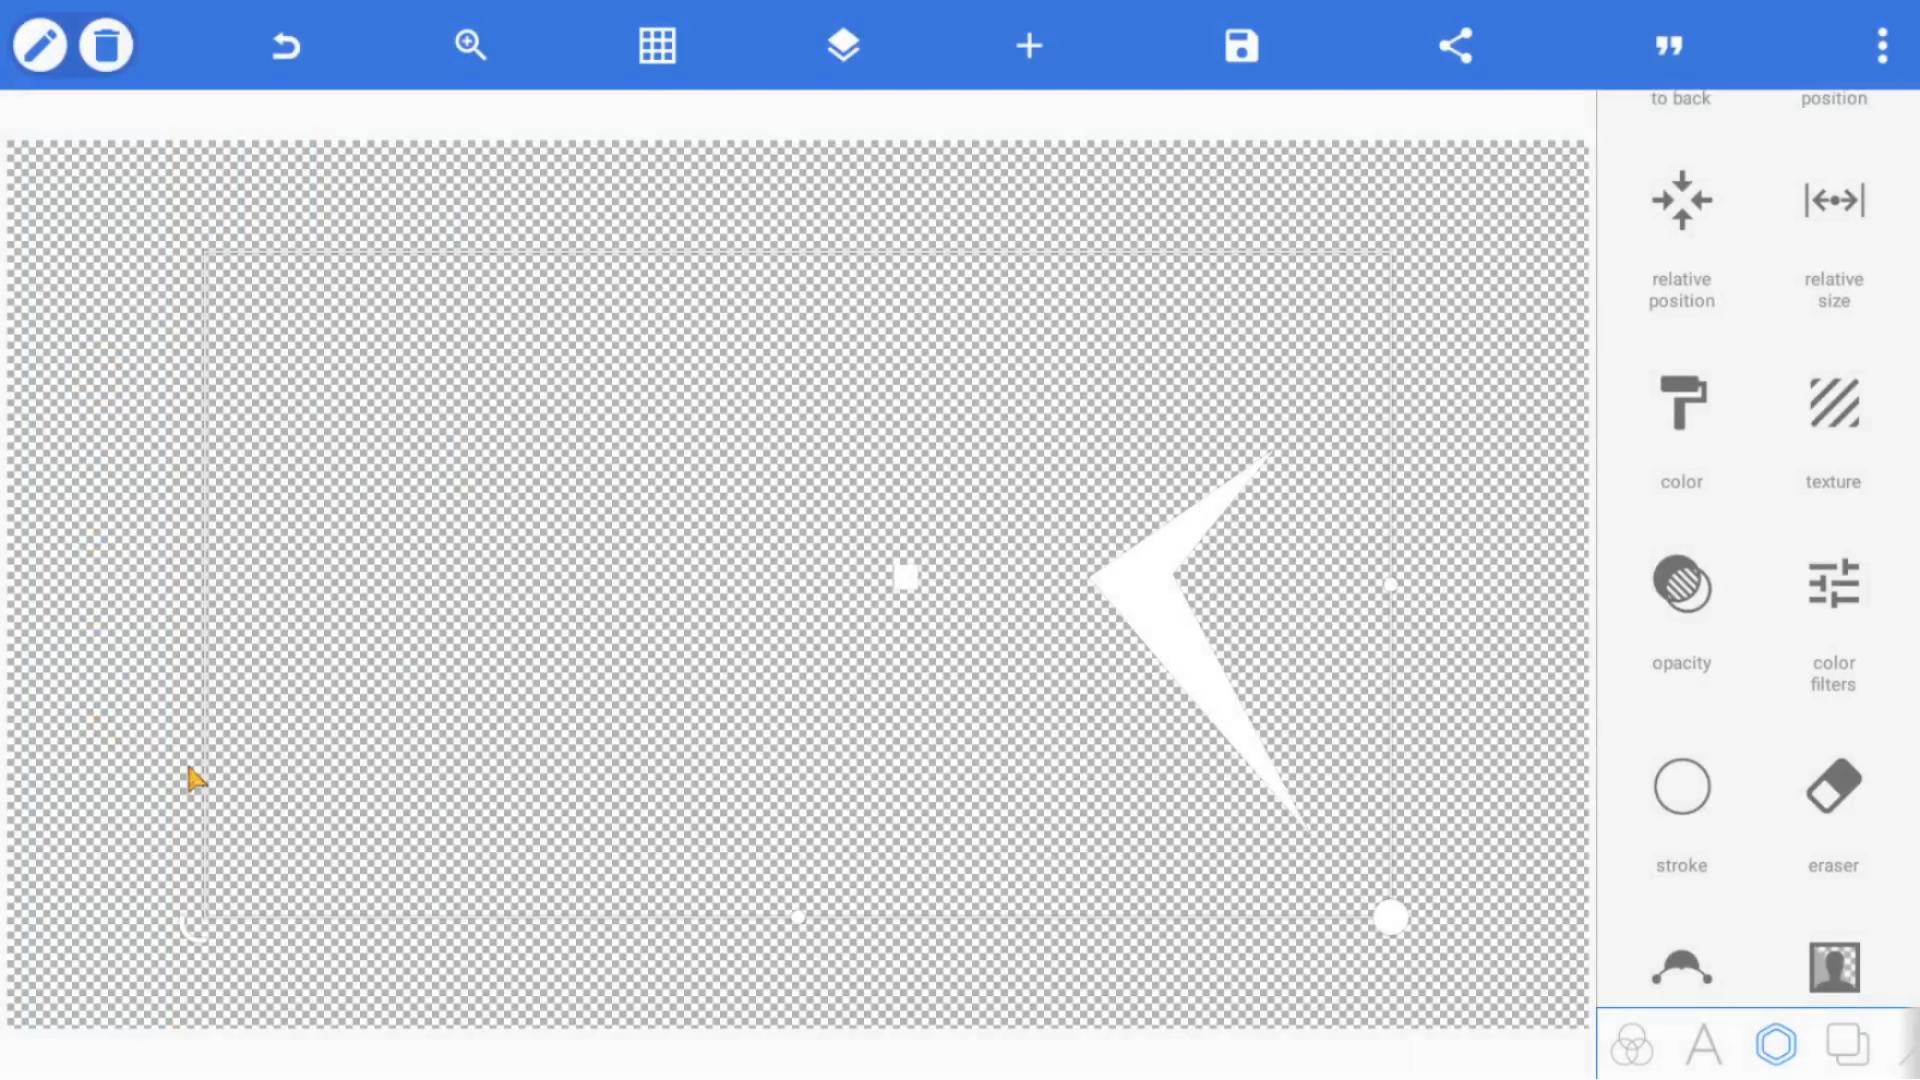 to back
position
relative
position
relative
size
color
texture
opacity
color
filters
stroke
eraser